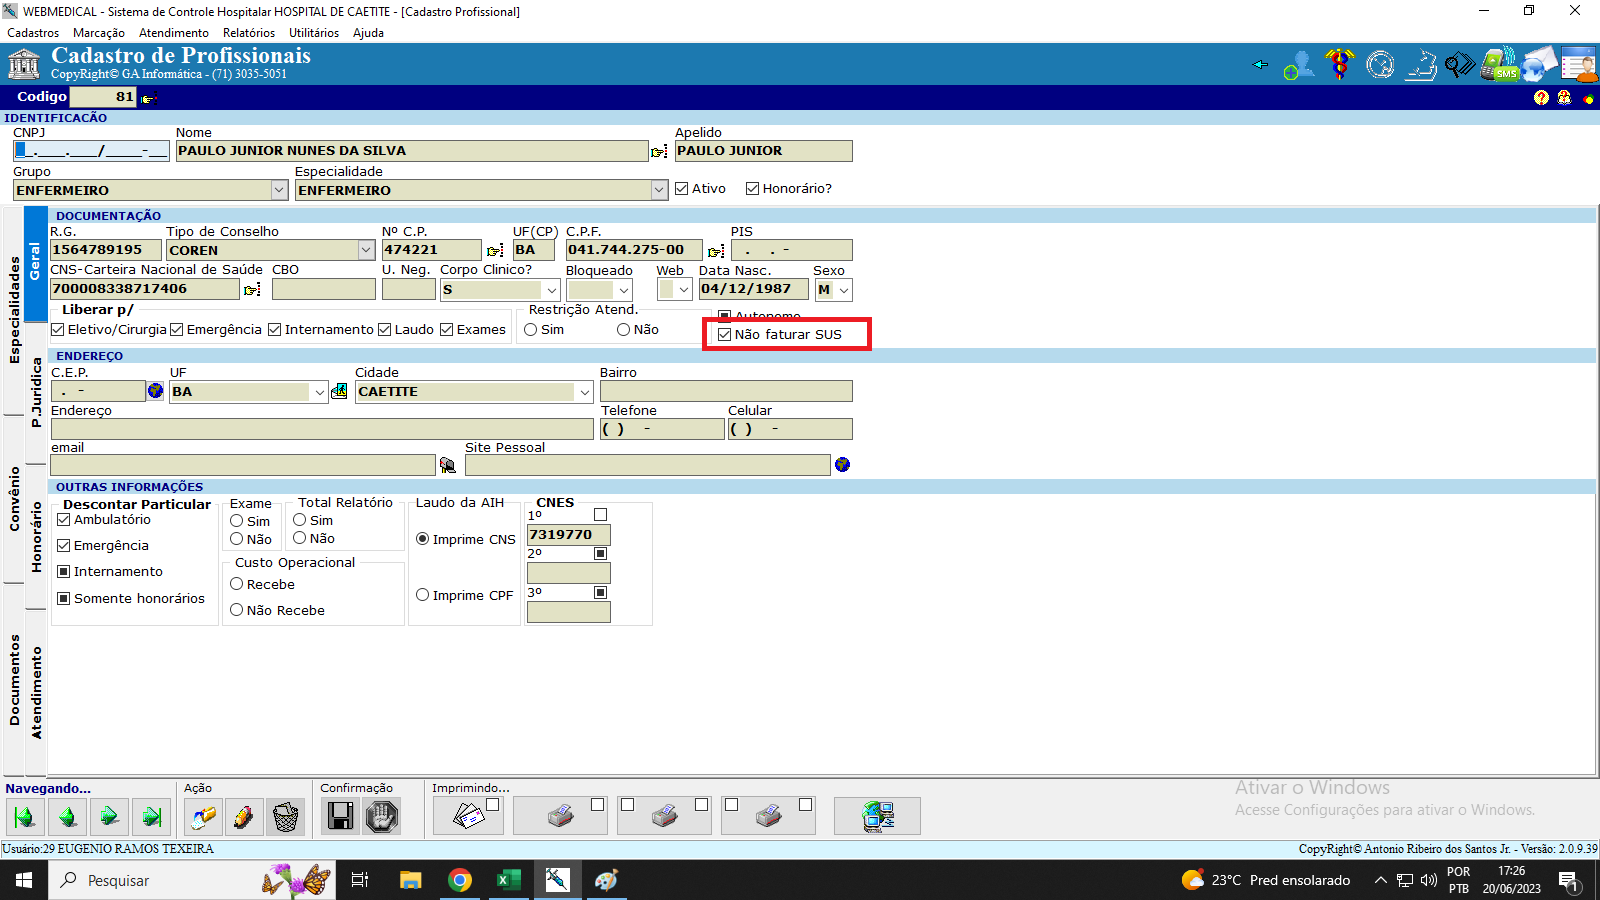 WEBMEDICAL - Sistema de Controle Hospitalar HOSPITAL DE CAETITE - [Cadastro Profissional]
Cadastros Marcação Atendimento Relatórios Utilitários Ajuda
Cadastro de Profissionais
CopyRight© GA Informática - (71) 3035-5051
SMS
Codigo 81
IDENTIFICACÃO
CNPJ Nome Apelido
__.___.___/____-__ PAULO JUNIOR NUNES DA SILVA PAULO JUNIOR
Grupo Especialidade
ENFERMEIRO ENFERMEIRO Ativo Honorário?
Especialidades
Convênio
Documentos
Geral
P.Juridica
Honorário
Atendimento
DOCUMENTAÇÃO
R.G. Tipo de Conselho Nº C.P. UF(CP) C.P.F. PIS
1564789195 COREN 474221 BA 041.744.275-00 . . -
CNS-Carteira Nacional de Saúde CBO U. Neg. Corpo Clinico? Bloqueado Web Data Nasc. Sexo
700008338717406 S 04/12/1987 M
Liberar p/ Restrição Atend. Autonomo
Eletivo/Cirurgia Emergência Internamento Laudo Exames Sim Não
Não faturar SUS
ENDEREÇO
C.E.P. UF Cidade Bairro
. - BA CAETITE
Endereço Telefone Celular
( ) - ( ) -
email Site Pessoal
OUTRAS INFORMAÇÕES
Descontar Particular Exame Total Relatório Laudo da AIH CNES
Ambulatório Sim Sim 1º
Emergência Não Não Imprime CNS 7319770
2º
Internamento Custo Operacional
Recebe
Somente honorários Imprime CPF 3º
Não Recebe
Navegando... Ação Confirmação Imprimindo...
Ativar o Windows
Acesse Configurações para ativar o Windows.
Usuário:29 EUGENIO RAMOS TEXEIRA CopyRight© Antonio Ribeiro dos Santos Jr. - Versão: 2.0.9.39
Pesquisar 23°C Pred ensolarado POR 17:26
PTB 20/06/2023 1